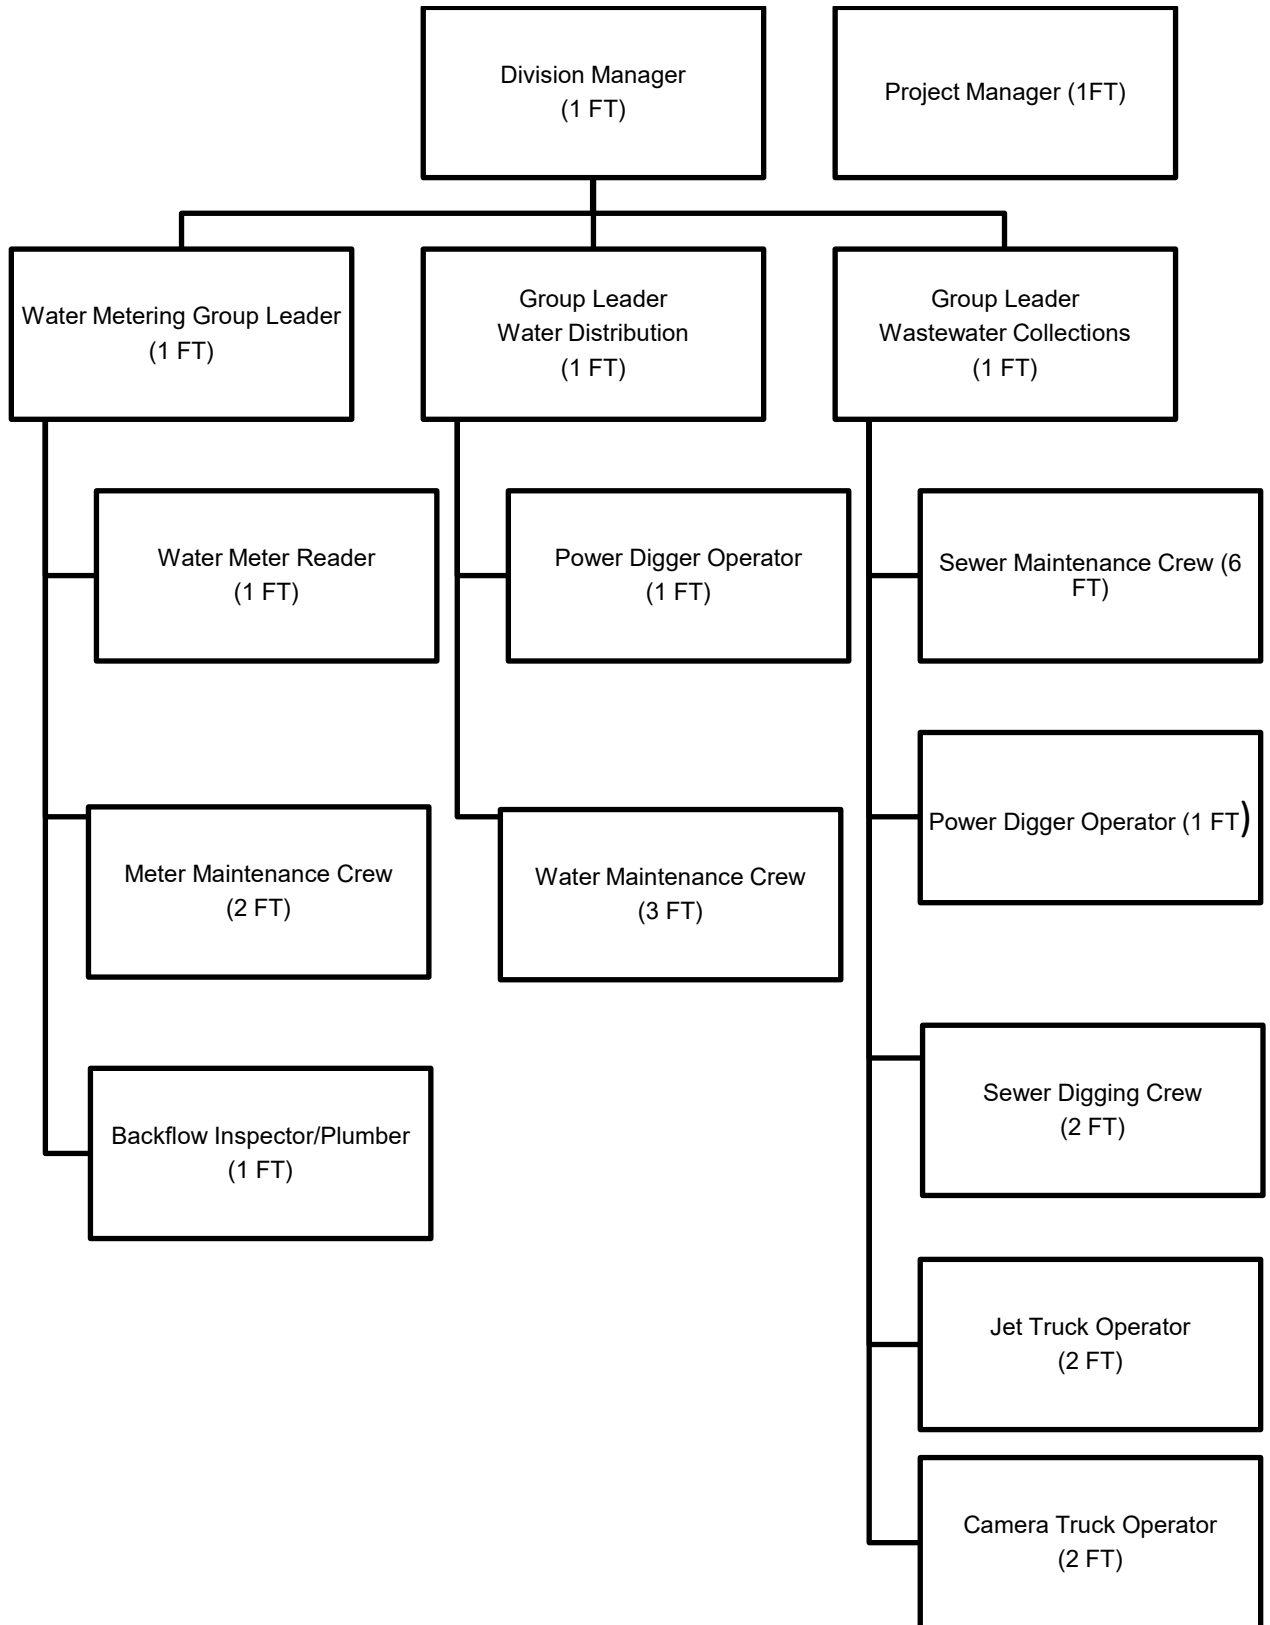 Division Manager
(1 FT)
Project Manager (1FT)
Water Metering Group Leader
(1 FT)
Group Leader
Water Distribution
(1 FT)
Group Leader
Wastewater Collections
(1 FT)
Water Meter Reader
(1 FT)
Power Digger Operator
(1 FT)
Sewer Maintenance Crew (6
FT)
Power Digger Operator (1 FT)
Meter Maintenance Crew
(2 FT)
Water Maintenance Crew
(3 FT)
Sewer Digging Crew
(2 FT)
Backflow Inspector/Plumber
(1 FT)
Jet Truck Operator
(2 FT)
Camera Truck Operator
(2 FT)